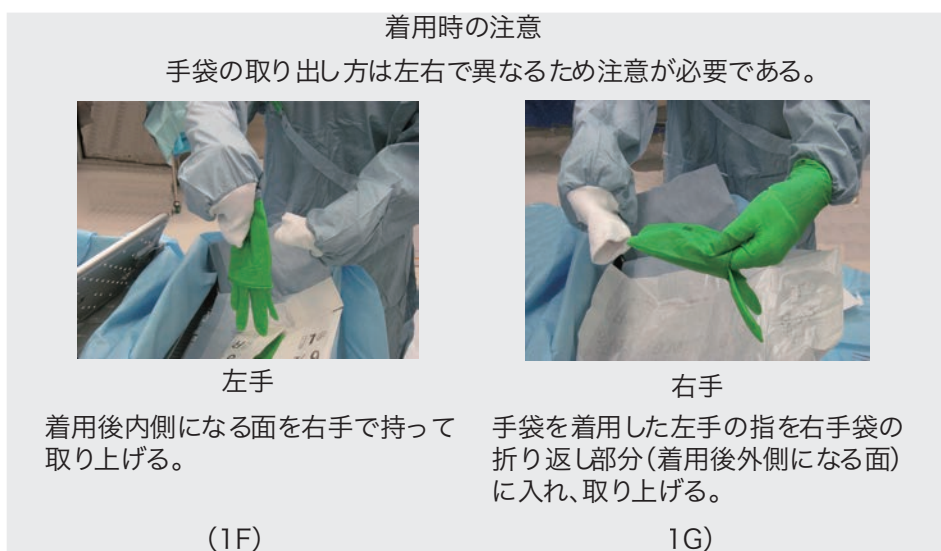 着用時の注意
手袋の取り出し方は左右で異なるため注意が必要である。
左手
着用後内側になる面を右手で持って
取り上げる。
(1F)
右手
手袋を着用した左手の指を右手袋の
折り返し部分(着用後外側になる面)
に入れ、取り上げる。
1G)